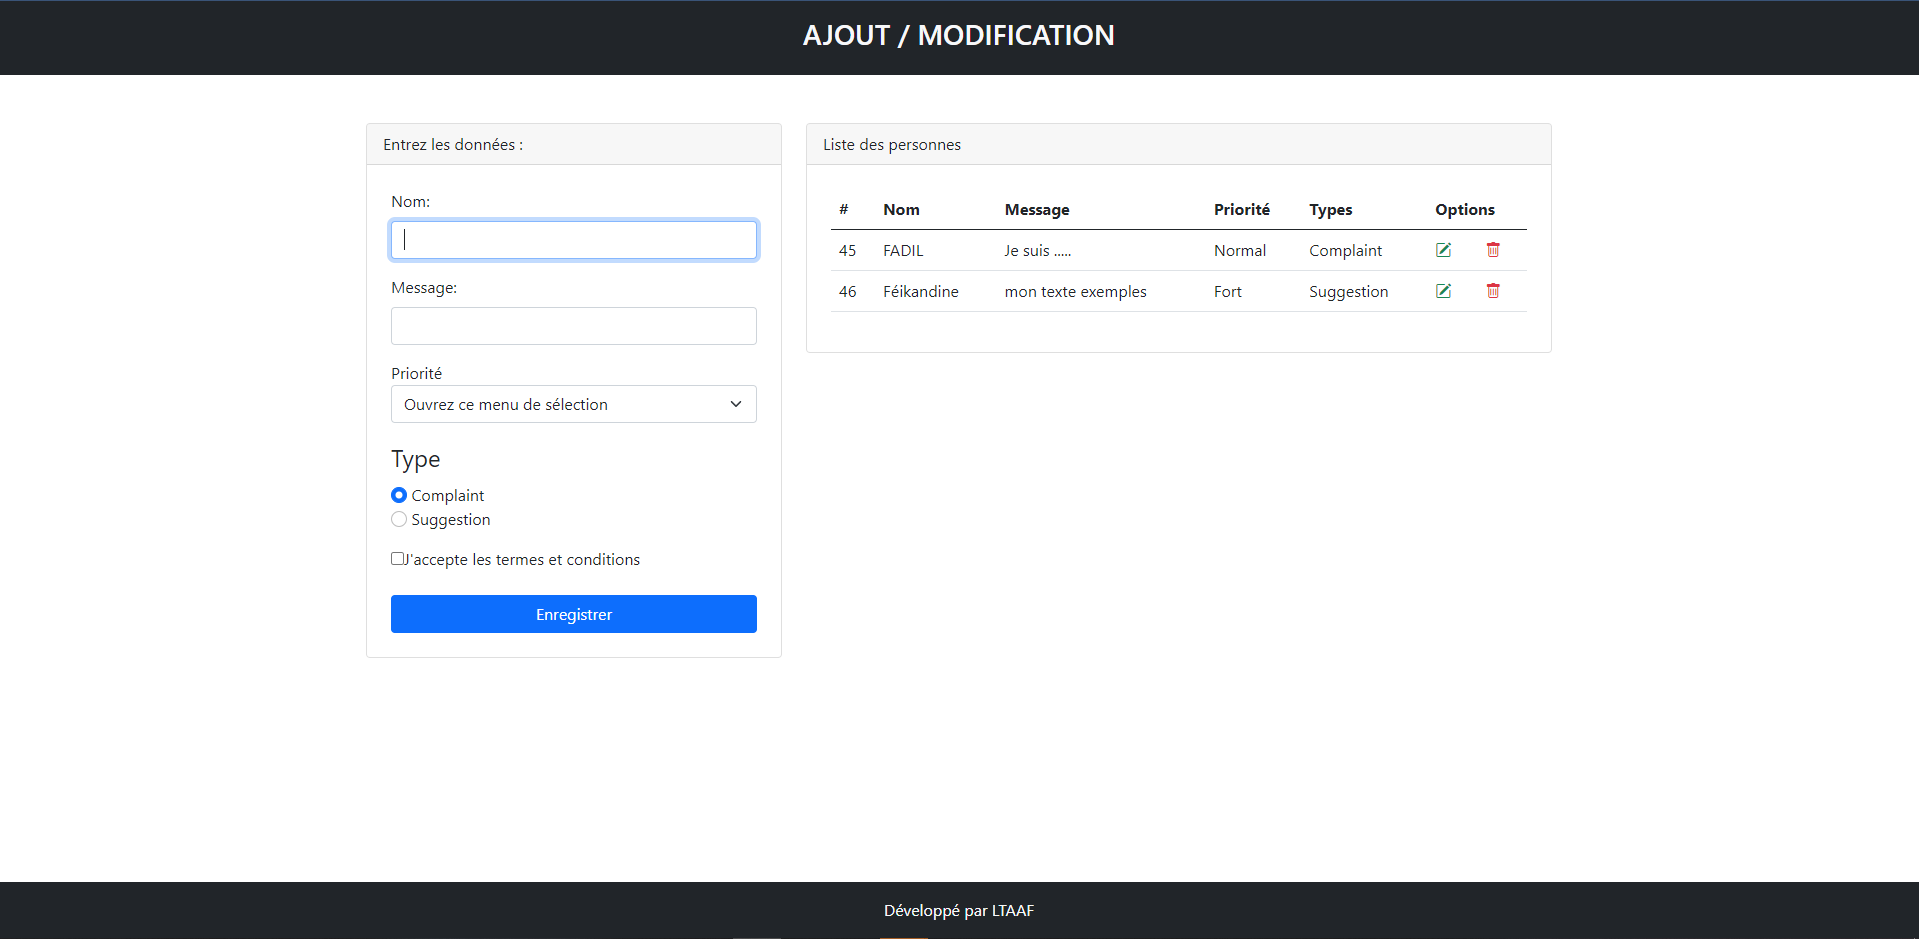 AJOUT / MODIFICATION
Entrez les données :
Nom:
Message:
Priorité
Ouvrez ce menu de sélection
Type
Complaint
Suggestion
J'accepte les termes et conditions
Enregistrer
Liste des personnes
# Nom Message Priorité Types Options
45 FADIL Je suis ..... Normal Complaint
46 Féikandine mon texte exemples Fort Suggestion
Développé par LTAAF